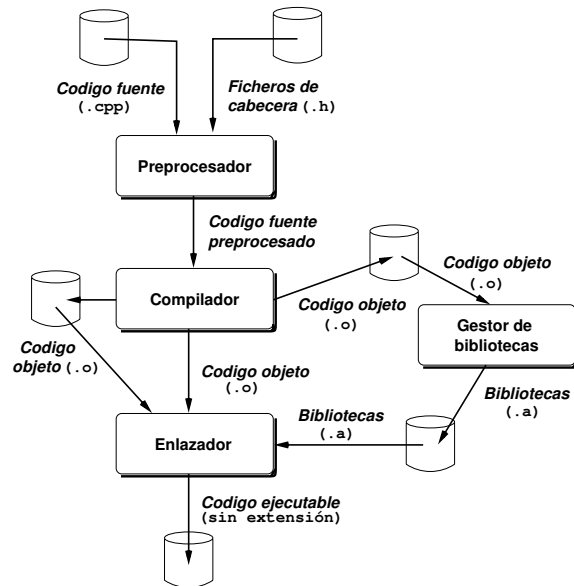 Codigo fuente
(.cpp)
Ficheros de
cabecera (.h)
Preprocesador
Codigo fuente
preprocesado
Compilador
Codigo objeto
(.o)
Codigo objeto
(.o)
Gestor de
bibliotecas
Codigo
objeto (.o)
Codigo objeto
(.o)
Bibliotecas
(.a)
Bibliotecas
(.a)
Enlazador
Codigo ejecutable
(sin extensión)